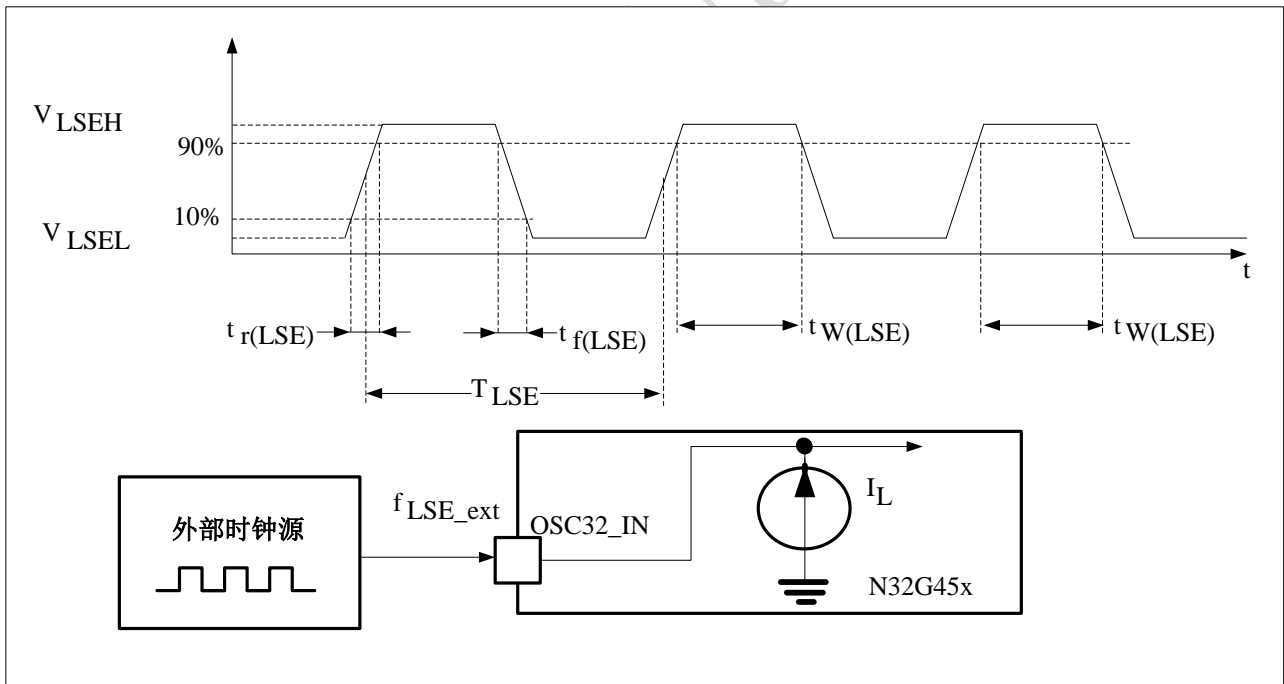 V LSEH
90%
10%
V LSEL
t
t r(LSE)
t f(LSE)
t W(LSE)
t W(LSE)
T LSE
外部时钟源
f LSE_ext
OSC32_IN
I L
N32G45x